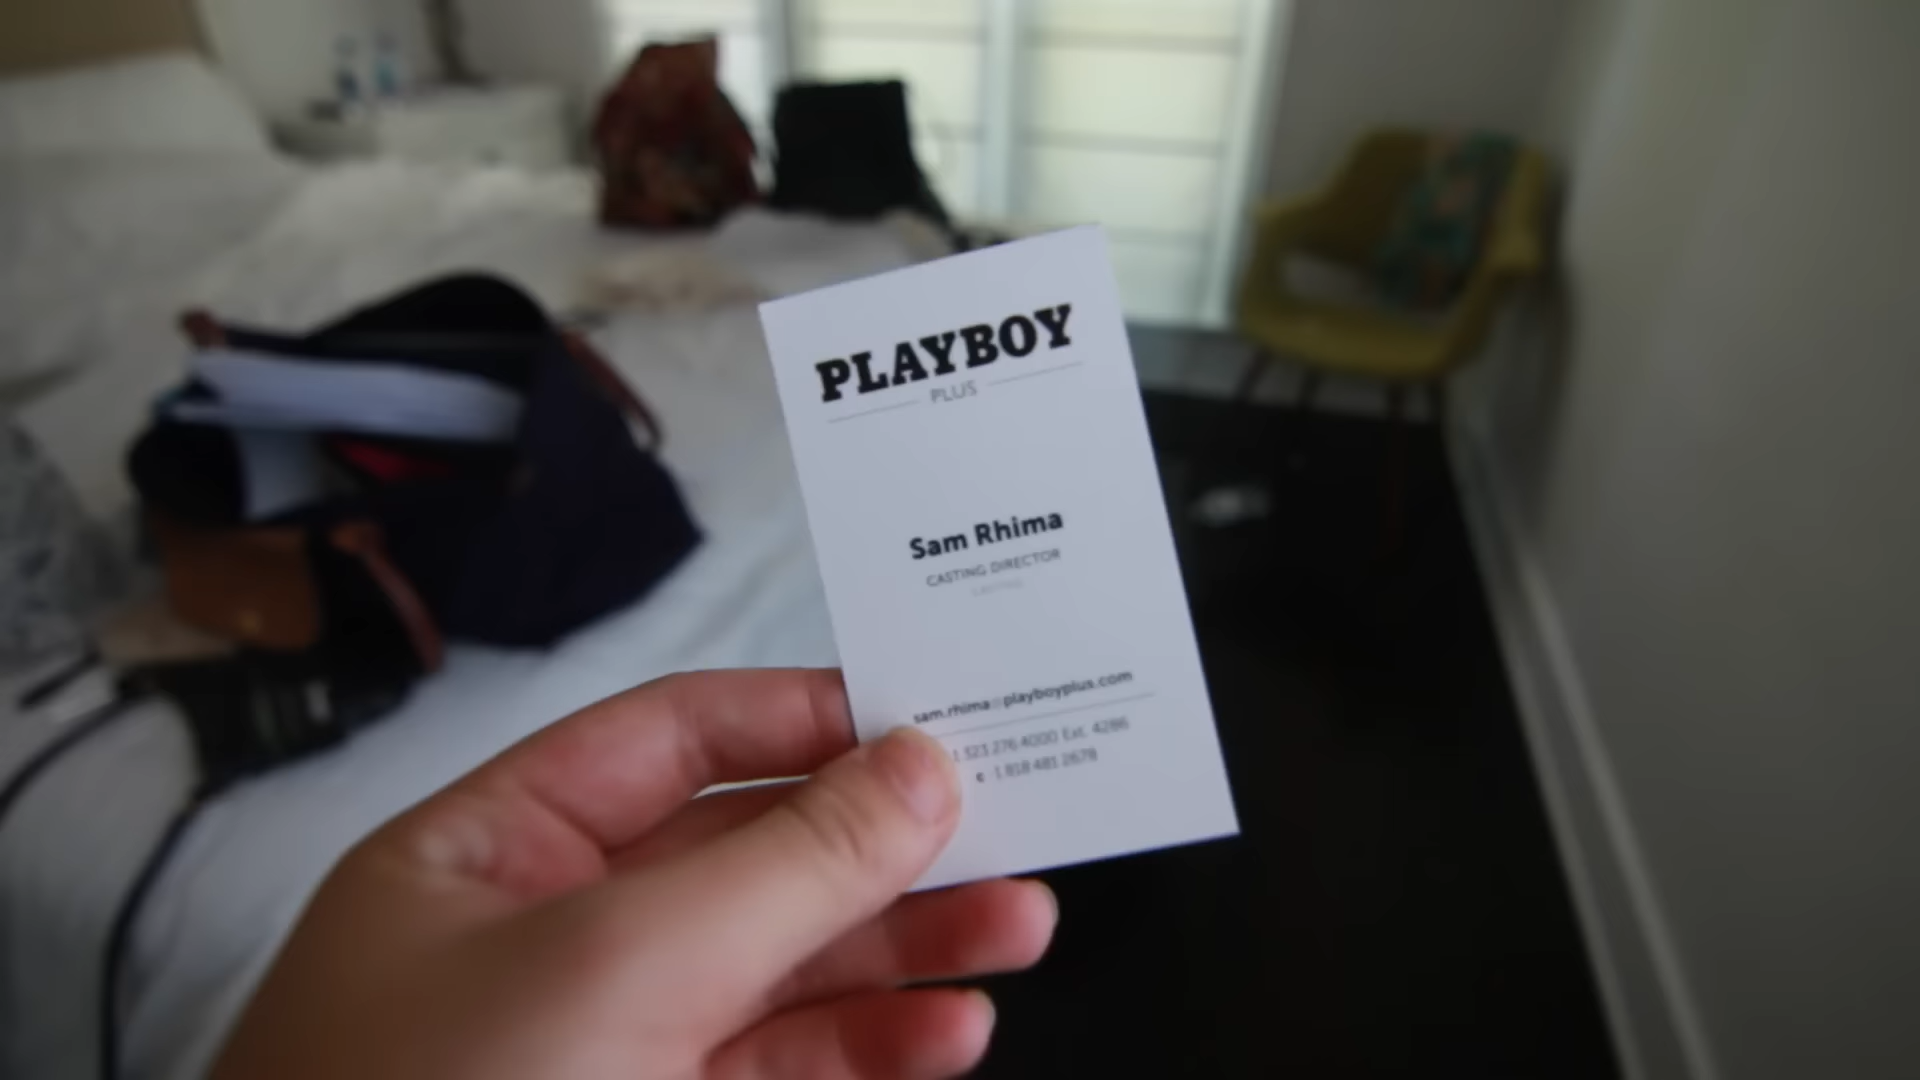 PLAYBOY
PLUS
Sam Rhima
CASTING DIRECTOR
sam.rhima@playboyplus.com
1 323 276 4000 Ext. 4286
c 1 818 481 2678